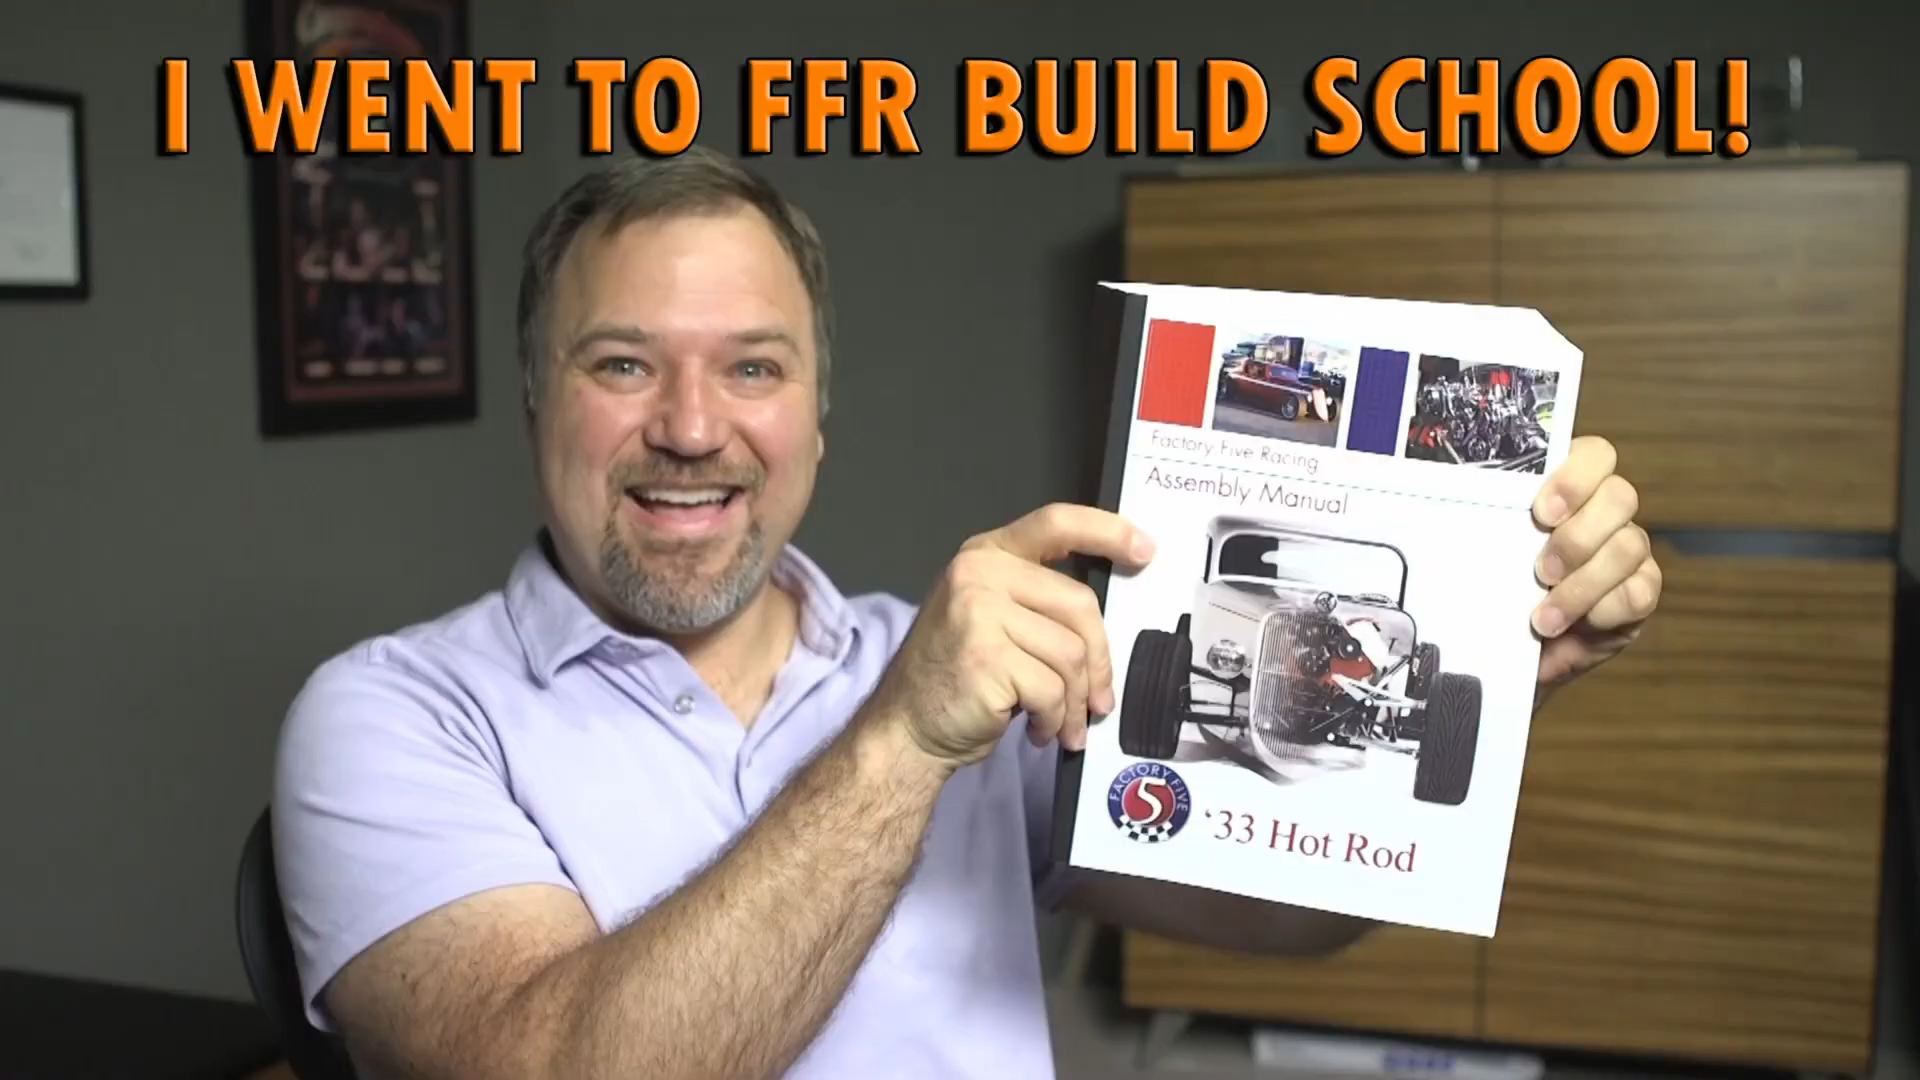 I WENT TO FFR BUILD SCHOOL!
Factory Five Racing
Assembly Manual
FACTORY FIVE
5
‘33 Hot Rod